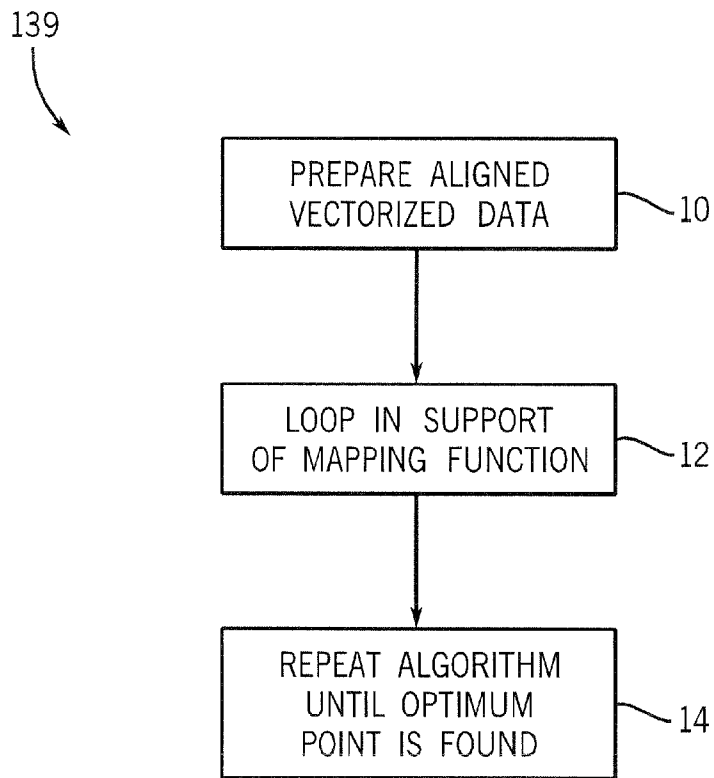 139
PREPARE ALIGNED
VECTORIZED DATA
10
LOOP IN SUPPORT
OF MAPPING FUNCTION
12
REPEAT ALGORITHM
UNTIL OPTIMUM
POINT IS FOUND
14